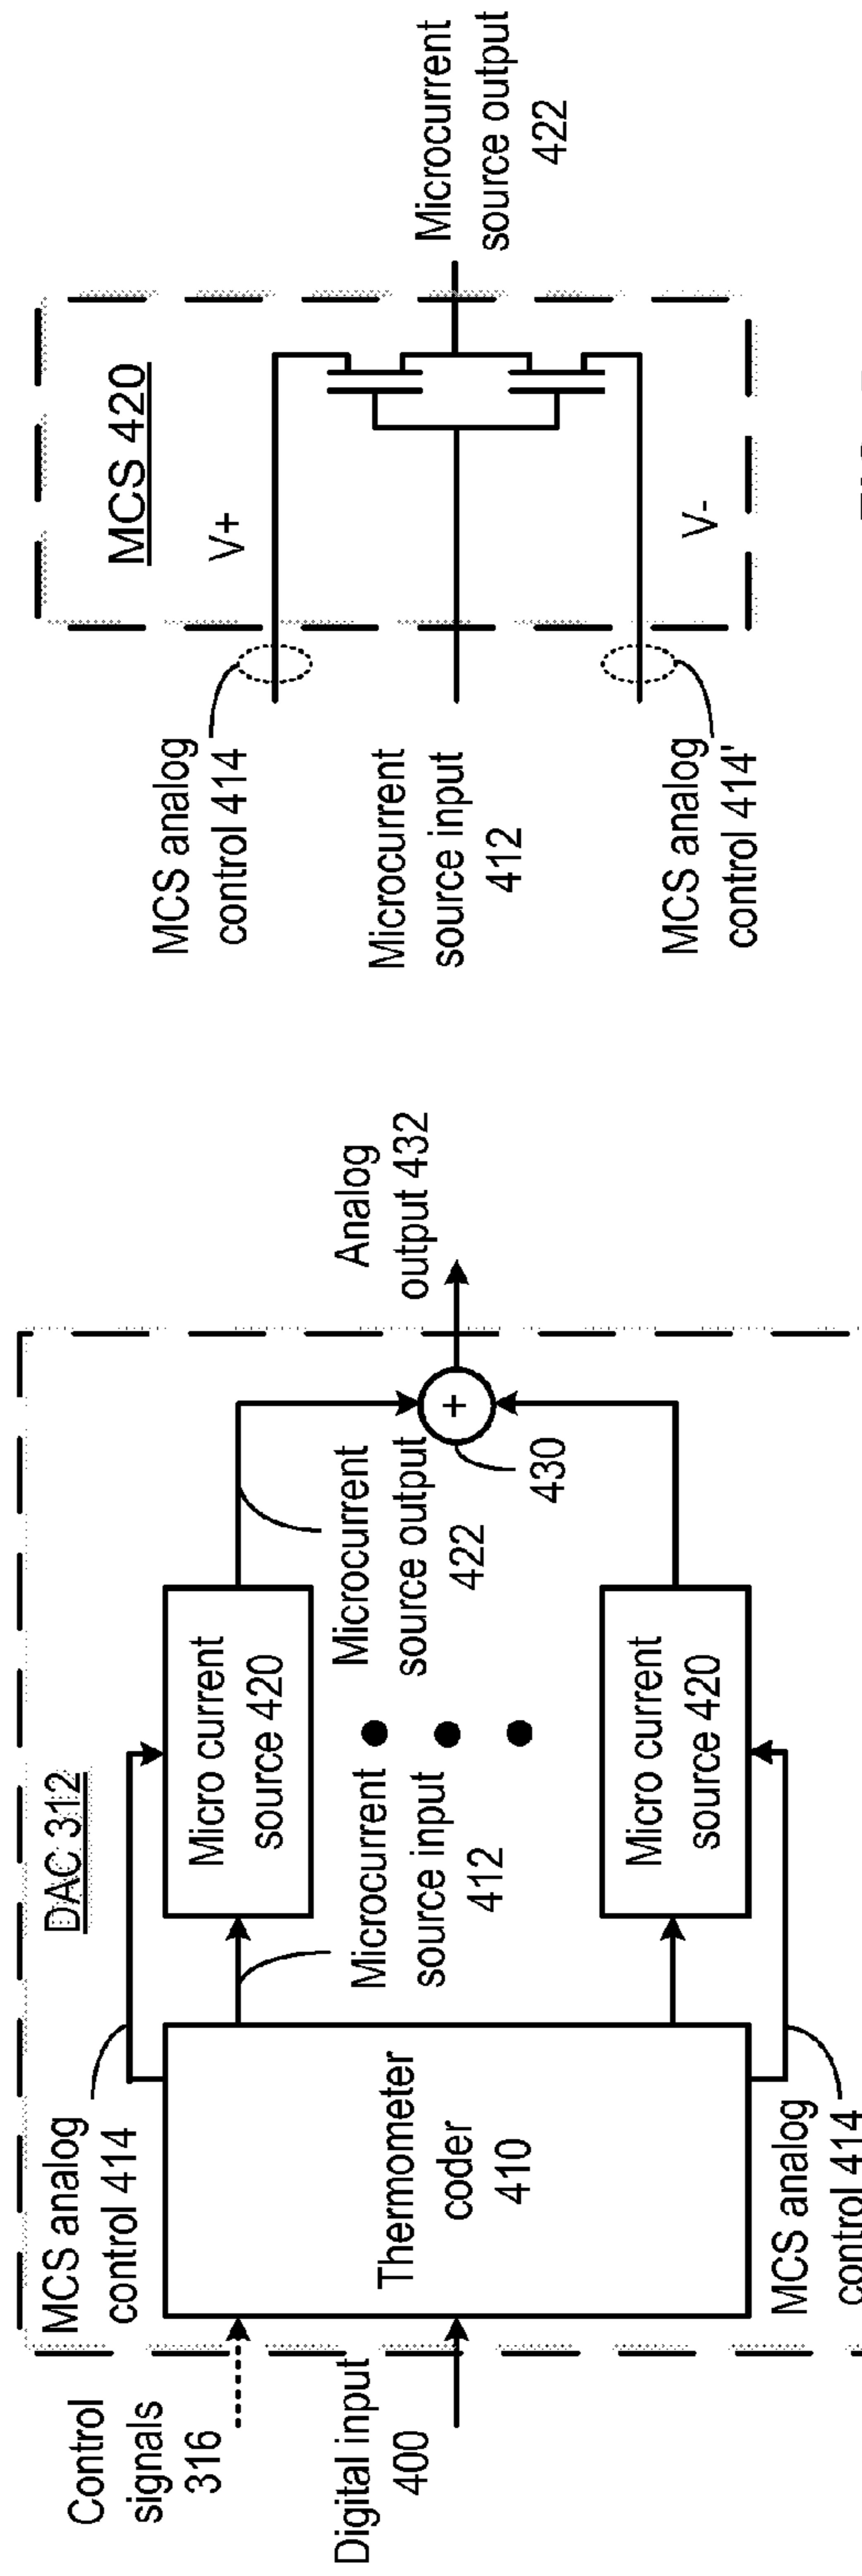 DAC 312
Control
signals
316
Digital input
400
MCS analog
control 414
Thermometer
coder
410
MCS analog
control 414
Micro current
source 420
Microcurrent
source input
412
Micro current
source 420
Microcurrent
source output
422
+
430
Analog
output 432
MCS 420
MCS analog
control 414
V+
Microcurrent
source input
412
MCS analog
control 414'
V-
Microcurrent
source output
422